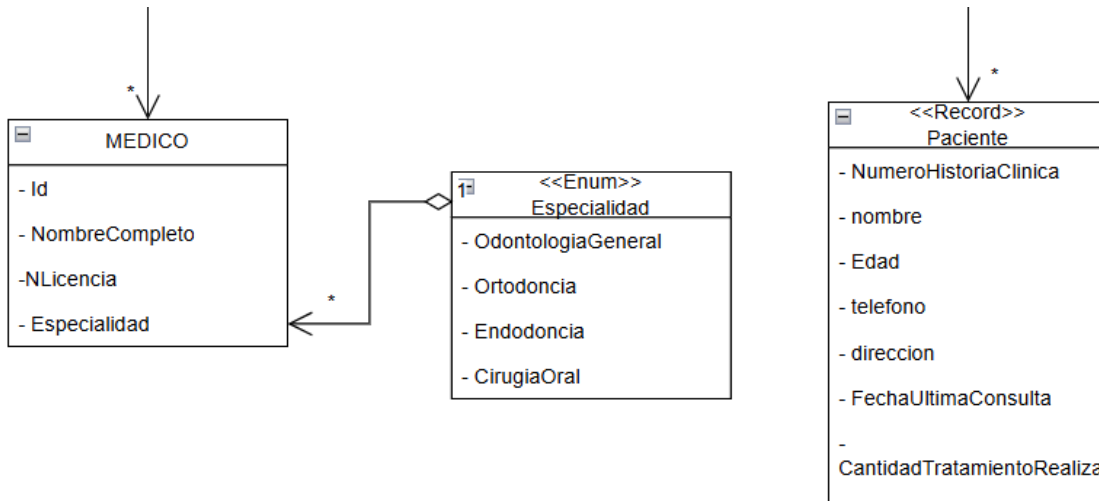 *
MEDICO
- Id
- NombreCompleto
-NLicencia
- Especialidad
*
1
<<Enum>>
Especialidad
- OdontologiaGeneral
- Ortodoncia
- Endodoncia
- CirugiaOral
*
<<Record>>
Paciente
- NumeroHistoriaClinica
- nombre
- Edad
- telefono
- direccion
- FechaUltimaConsulta
-
CantidadTratamientoRealiza